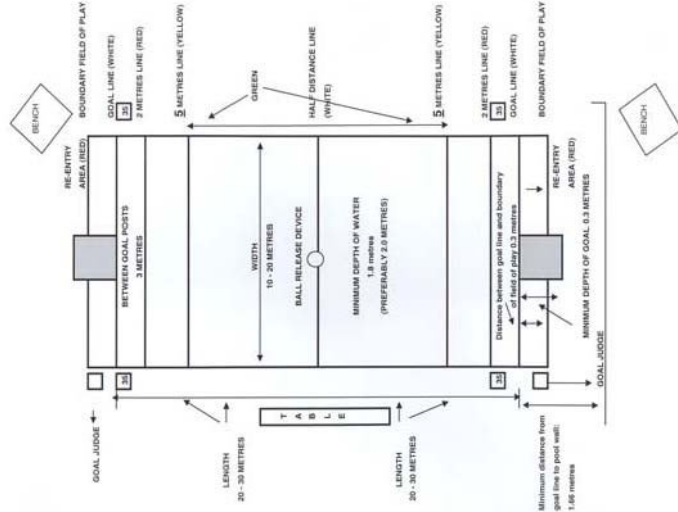 BENCH
BOUNDARY FIELD OF PLAY
GOAL LINE (WHITE)
35
2 METRES LINE (RED)
5 METRES LINE (YELLOW)
GREEN
HALF DISTANCE LINE
(WHITE)
5 METRES LINE (YELLOW)
2 METRES LINE (RED)
35
GOAL LINE (WHITE)
BOUNDARY FIELD OF PLAY
BENCH
RE-ENTRY
AREA (RED)
RE-ENTRY
AREA (RED)
BETWEEN GOAL POSTS
3 METRES
WIDTH
10 - 20 METRES
BALL RELEASE DEVICE
MINIMUM DEPTH OF WATER
1.8 metres
(PREFERABLY 2.0 METRES)
Distance between goal line and boundary
of field of play 0.3 metres
MINIMUM DEPTH OF GOAL 0.3 METRES
35
35
GOAL JUDGE
GOAL JUDGE
TABLE
LENGTH
20 - 30 METRES
LENGTH
20 - 30 METRES
Minimum distance from
goal line to pool wall:
1.66 metres